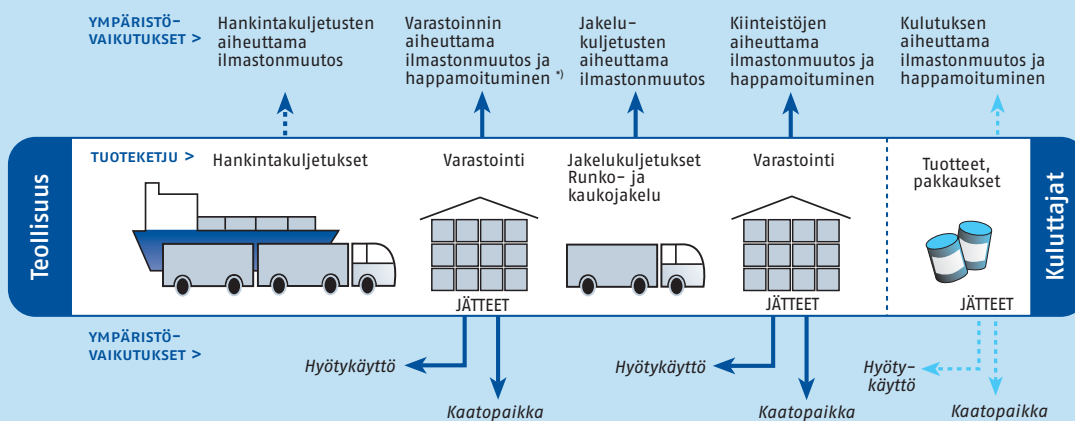 YMPÄRISTÖ-
VAIKUTUKSET >
Hankintakuljetusten
aiheuttama
ilmastonmuutos
Varastoinnin
aiheuttama
ilmastonmuutos ja
happamoituminen *)
Jakelu-
kuljetusten
aiheuttama
ilmastonmuutos
Kiinteistöjen
aiheuttama
ilmastonmuutos ja
happamoituminen
Kulutuksen
aiheuttama
ilmastonmuutos ja
happamoituminen
Teollisuus
TUOTEKETJU >
Hankintakuljetukset
Varastointi
Jakelukuljetukset
Runko- ja
kaukojakelu
Varastointi
Tuotteet,
pakkaukset
Kuluttajat
JÄTTEET
JÄTTEET
JÄTTEET
YMPÄRISTÖ-
VAIKUTUKSET >
Hyötykäyttö
Kaatopaikka
Hyötykäyttö
Kaatopaikka
Hyöty-
käyttö
Kaatopaikka